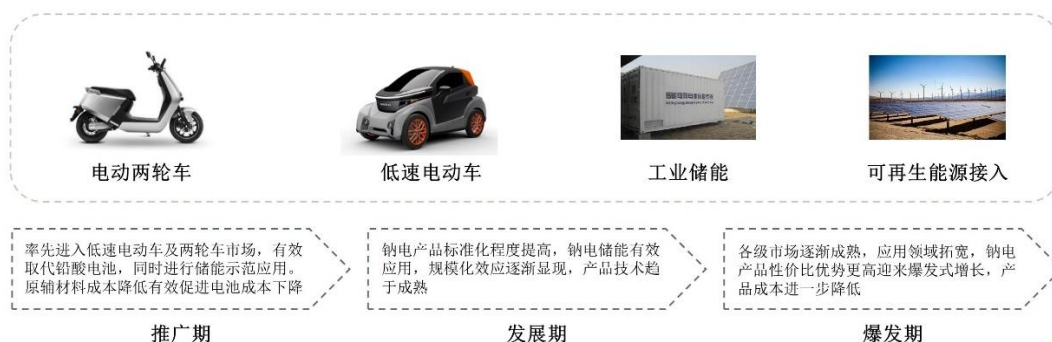 电动两轮车
低速电动车
工业储能
可再生能源接入
率先进入低速电动车及两轮车市场，有效
取代铅酸电池，同时进行储能示范应用。
原辅材料成本降低有效促进电池成本下降
钠电产品标准化程度提高，钠电储能有效
应用，规模化效应逐渐显现，产品技术趋
于成熟
各级市场逐渐成熟，应用领域拓宽，钠电
产品性价比优势更高迎来爆发式增长，产
品成本进一步降低
推广期
发展期
爆发期